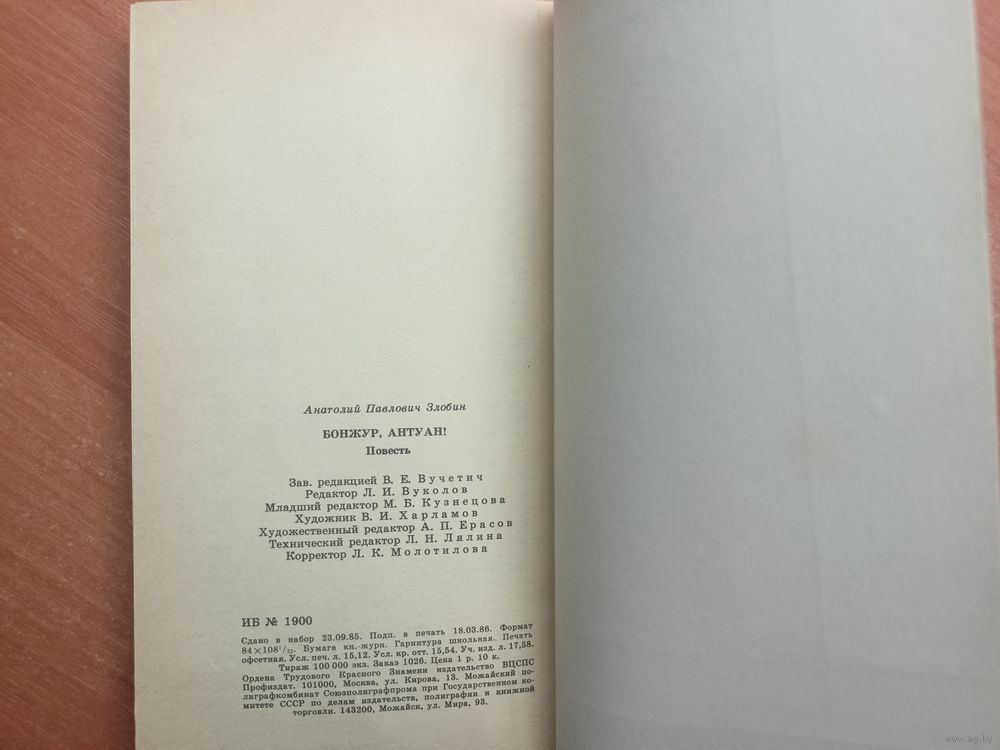 Анатолий Павлович Злобин
БОНЖУР, АНТУАН!
Повесть
Зав. редакцией В. Е. Вучетич
Редактор Л. И. Вуколов
Младший редактор М. Б. Кузнецова
Художник В. И. Харламов
Художественный редактор А. П. Ерасов
Технический редактор Л. Н. Лялина
Корректор Л. К. Молотилова
ИБ № 1900
Сдано в набор 23.09.85. Подп. в печать 18.03.86. Формат
84×108¹/₃₂. Бумага кн.-журн. Гарнитура школьная. Печать
офсетная. Усл. печ. л. 15,12. Усл. кр. отт. 15,54. Уч. изд. л. 17,58.
Тираж 100 000 экз. Заказ 1026. Цена 1 р. 10 к.
Ордена Трудового Красного Знамени издательство ВЦСПС
Профиздат. 101000, Москва, ул. Кирова, 13. Можайский по-
лиграфкомбинат Союзполиграфпрома при Государственном ко-
митете СССР по делам издательств, полиграфии и книжной
торговли. 143200, Можайск, ул. Мира, 93.
www.ay.by